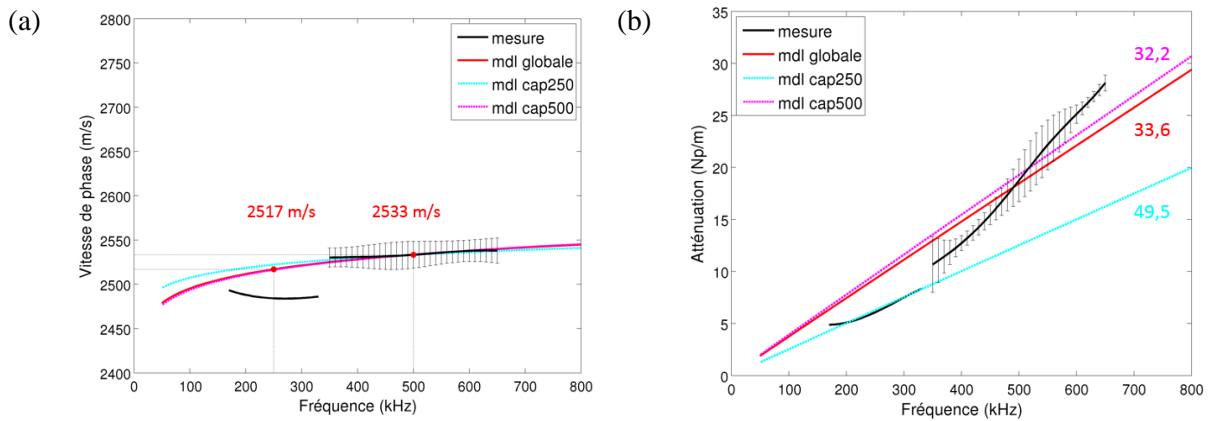 (a)
2800
2750
2700
2650
2600
2550
2500
2450
2400
Vitesse de phase (m/s)
mesure
mdl globale
mdl cap250
mdl cap500
2517 m/s
2533 m/s
0
100
200
300
400
500
600
700
800
Fréquence (kHz)
(b)
35
30
25
20
15
10
5
0
Atténuation (Np/m)
mesure
mdl globale
mdl cap250
mdl cap500
32,2
33,6
49,5
0
100
200
300
400
500
600
700
800
Fréquence (kHz)